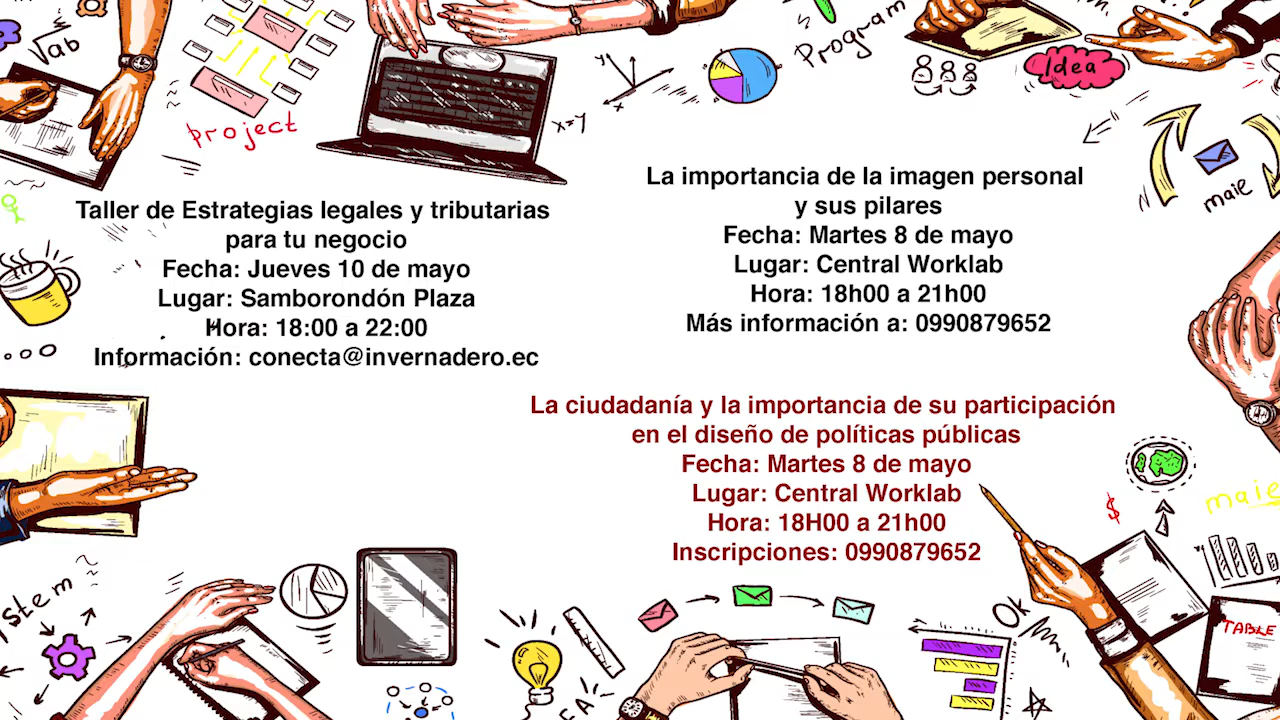 √ab
project
x=y
Program
Idea
maie
Taller de Estrategias legales y tributarias
para tu negocio
Fecha: Jueves 10 de mayo
Lugar: Samborondón Plaza
Hora: 18:00 a 22:00
Información: conecta@invernadero.ec
La importancia de la imagen personal
y sus pilares
Fecha: Martes 8 de mayo
Lugar: Central Worklab
Hora: 18h00 a 21h00
Más información a: 0990879652
La ciudadanía y la importancia de su participación
en el diseño de políticas públicas
Fecha: Martes 8 de mayo
Lugar: Central Worklab
Hora: 18H00 a 21h00
Inscripciones: 0990879652
$
maie
Ok
TABLE